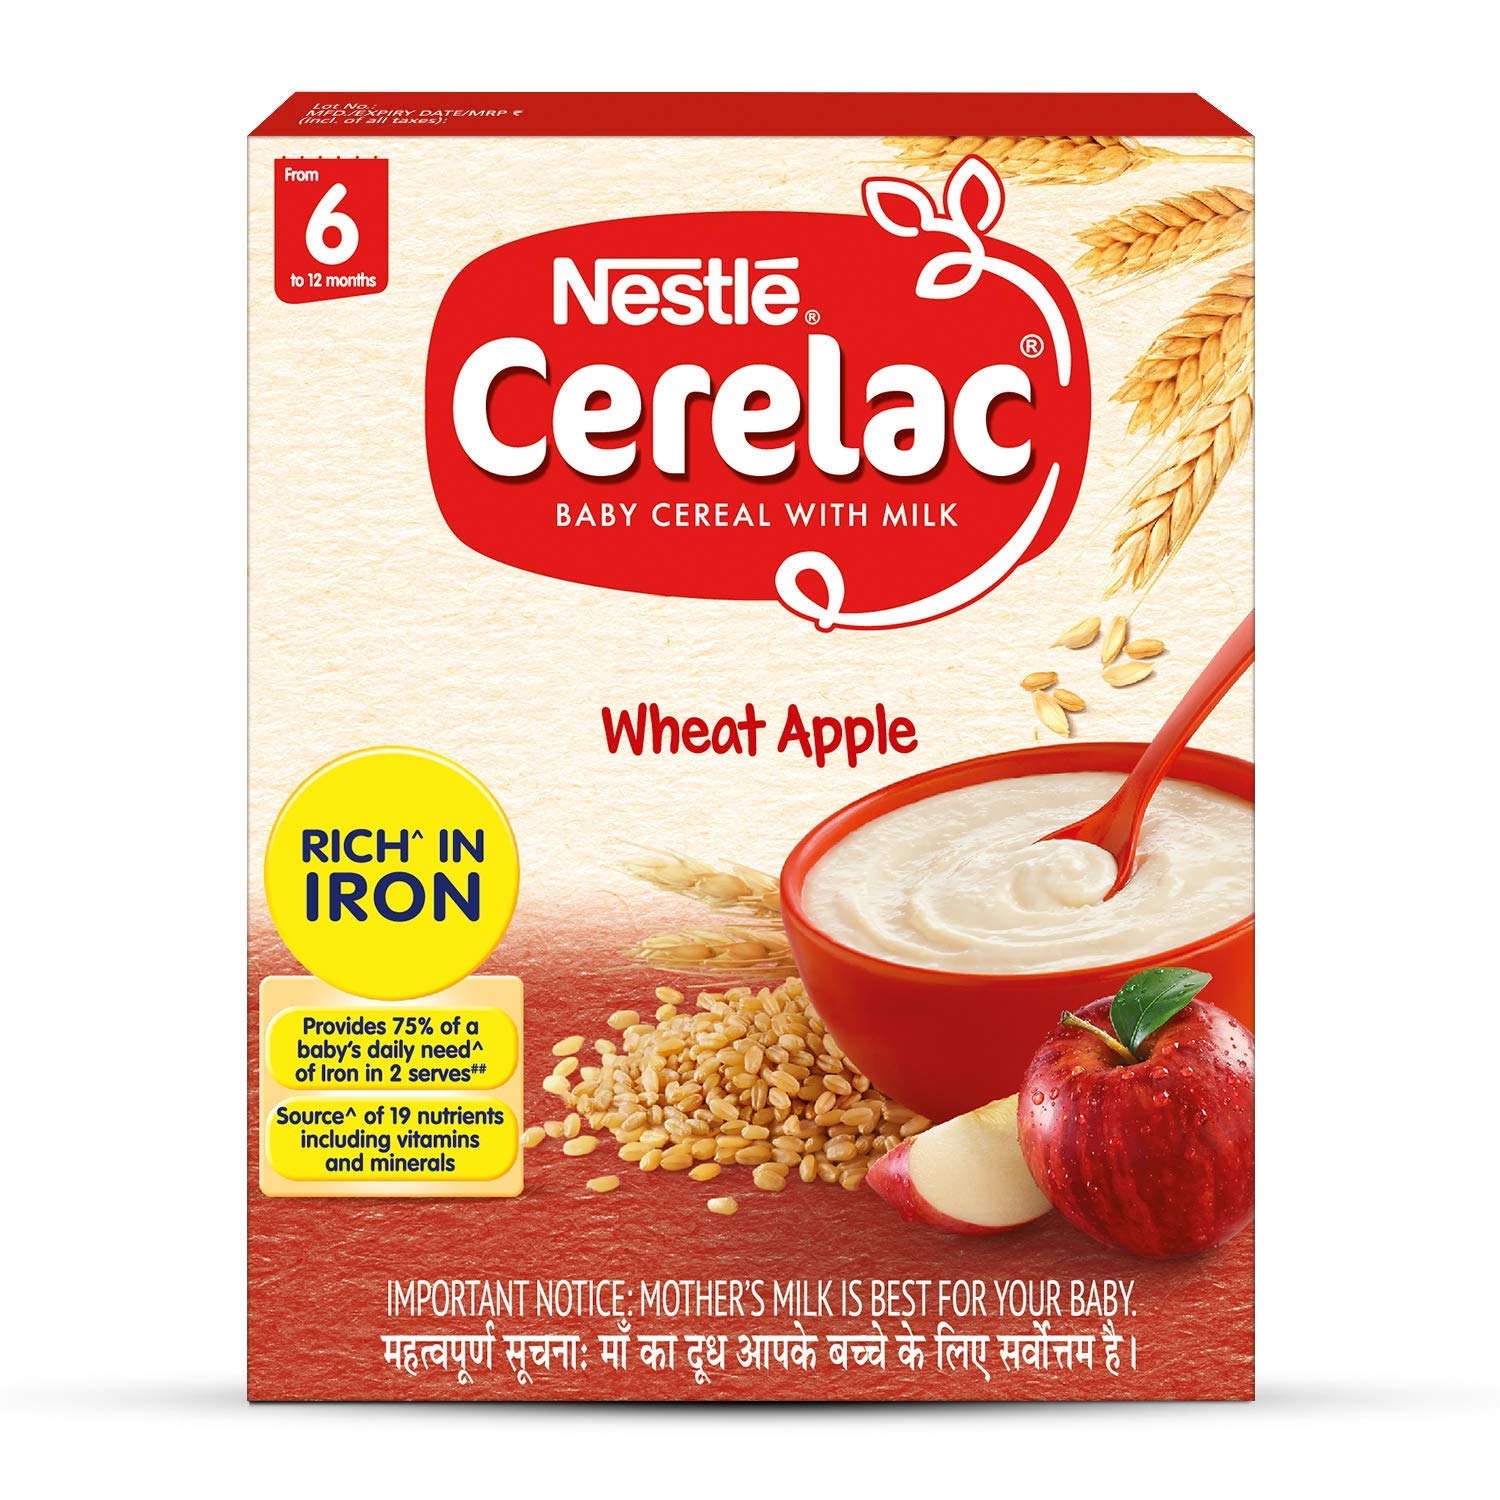 Lot No.:
MFD./EXPIRY DATE/MRP ₹
(incl. of all taxes):
From
6
to 12 months
Nestlé®
Cerelac®
BABY CEREAL WITH MILK
Wheat Apple
RICH^ IN
IRON
Provides 75% of a
baby's daily need^
of Iron in 2 serves##
Source^ of 19 nutrients
including vitamins
and minerals
IMPORTANT NOTICE: MOTHER'S MILK IS BEST FOR YOUR BABY.
महत्वपूर्ण सूचना: माँ का दूध आपके बच्चे के लिए सर्वोत्तम है।